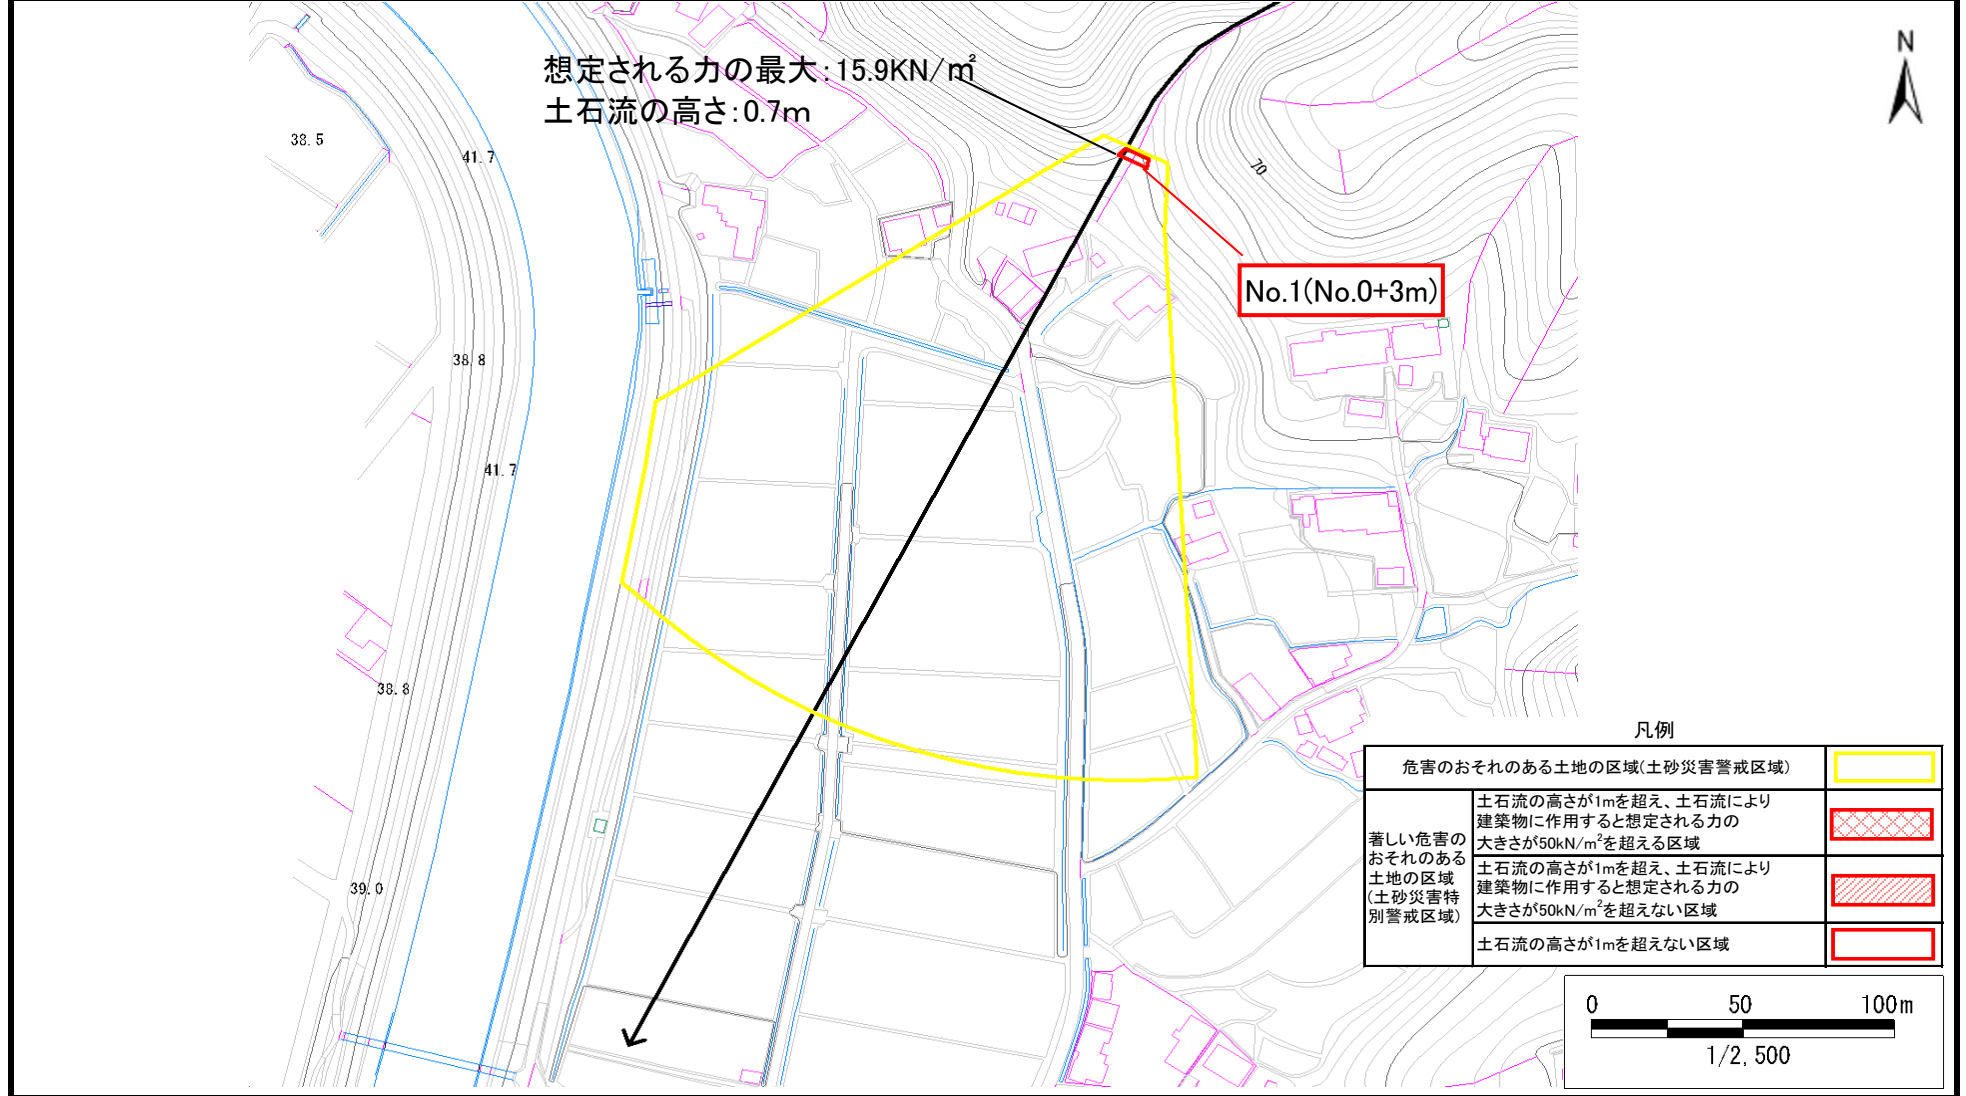 想定される力の最大:15.9KN/㎡
土石流の高さ:0.7m
N
38.5
41.7
70
No.1(No.0+3m)
38.8
41.7
38.8
39.0
凡例
危害のおそれのある土地の区域(土砂災害警戒区域)
著しい危害の
おそれのある
土地の区域
(土砂災害特
別警戒区域)
土石流の高さが1mを超え、土石流により
建築物に作用すると想定される力の
大きさが50kN/m²を超える区域
土石流の高さが1mを超え、土石流により
建築物に作用すると想定される力の
大きさが50kN/m²を超えない区域
土石流の高さが1mを超えない区域
0 50 100m
1/2,500